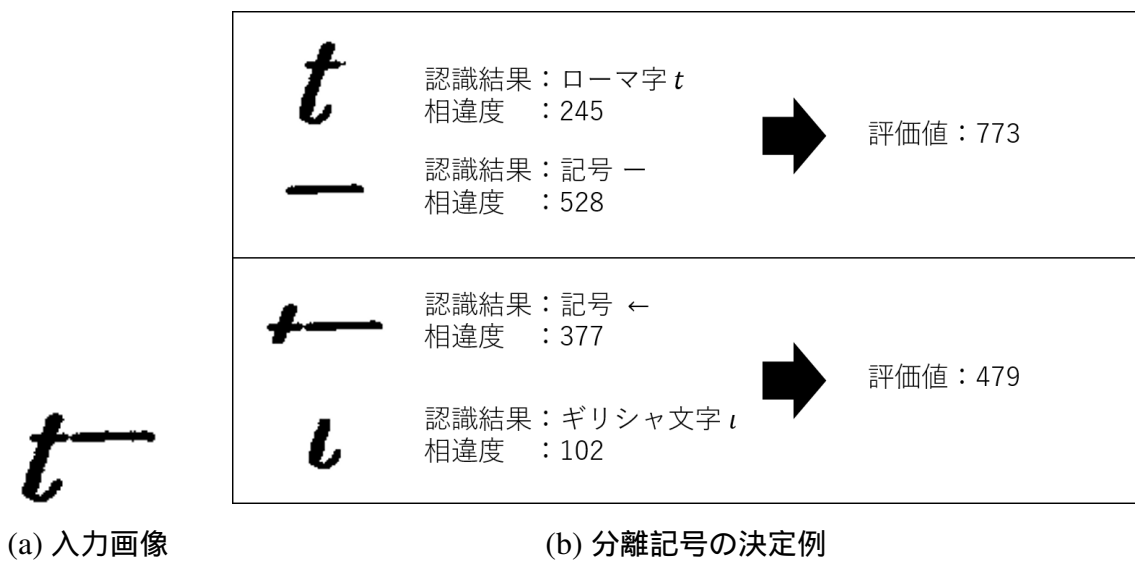 認識結果：ローマ字 t
相違度　：245
評価値：773
認識結果：記号 －
相違度　：528
認識結果：記号 ←
相違度　：377
評価値：479
認識結果：ギリシャ文字 ι
相違度　：102
t－
(a) 入力画像
(b) 分離記号の決定例